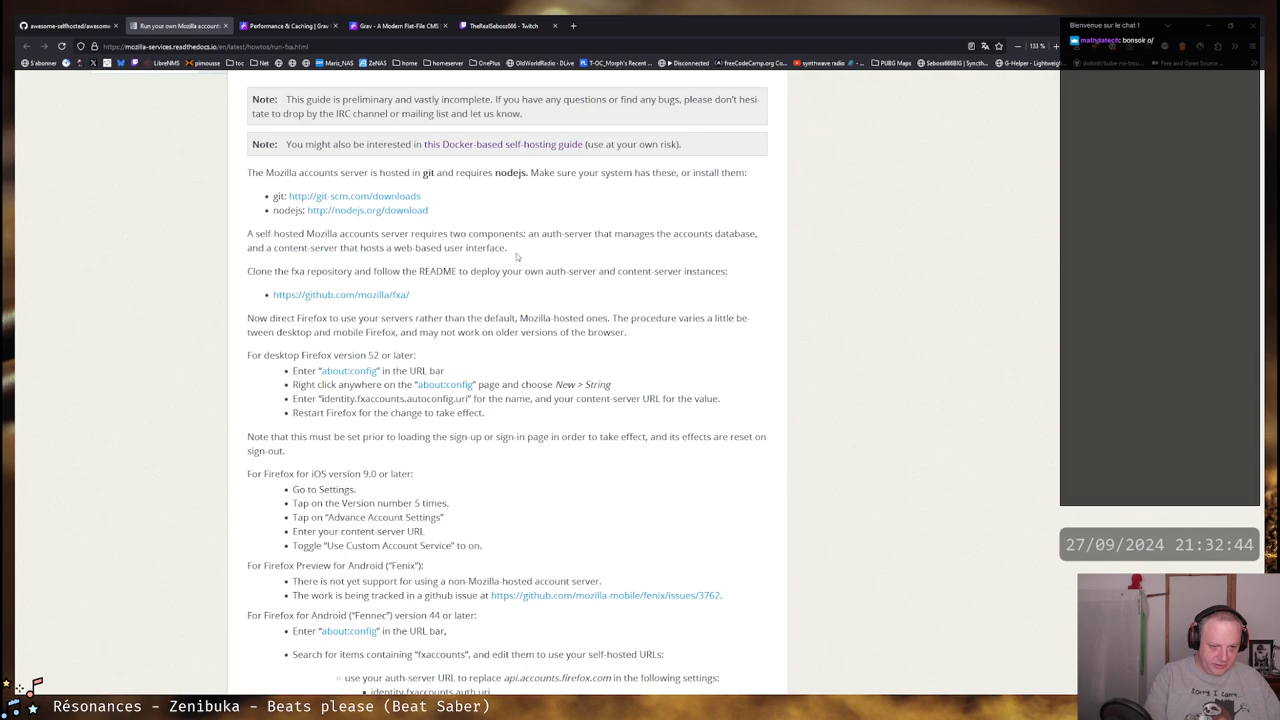 awesome-selfhosted/awesome
Run your own Mozilla account
Performance & Caching | Grav
Grav - A Modern Flat-File CMS
TheRealSeboss666 - Twitch
https://mozilla-services.readthedocs.io/en/latest/howtos/run-fxa.html
133 %
S'abonner
LibreNMS
pimousse
toc
Net
Mariz_NAS
ZeNAS
home
homeserver
OnePlus
OldWorldRadio - DLive
T-OC_Morph's Recent ...
Disconnected
freeCodeCamp.org Co...
synthwave radio
PUBG Maps
Seboss666BIG | Syncth...
G-Helper - Lightweight
Bienvenue sur le chat !
mathdatech: bonsoir o/
Note: This guide is preliminary and vastly incomplete. If you have any questions or find any bugs, please don't hesi-
tate to drop by the IRC channel or mailing list and let us know.
Note: You might also be interested in this Docker-based self-hosting guide (use at your own risk).
The Mozilla accounts server is hosted in git and requires nodejs. Make sure your system has these, or install them:
• git: http://git-scm.com/downloads
• nodejs: http://nodejs.org/download
A self-hosted Mozilla accounts server requires two components: an auth-server that manages the accounts database,
and a content-server that hosts a web-based user interface.
Clone the fxa repository and follow the README to deploy your own auth-server and content-server instances:
• https://github.com/mozilla/fxa/
Now direct Firefox to use your servers rather than the default, Mozilla-hosted ones. The procedure varies a little be-
tween desktop and mobile Firefox, and may not work on older versions of the browser.
For desktop Firefox version 52 or later:
• Enter "about:config" in the URL bar
• Right click anywhere on the "about:config" page and choose New > String
• Enter "identity.fxaccounts.autoconfig.uri" for the name, and your content-server URL for the value.
• Restart Firefox for the change to take effect.
Note that this must be set prior to loading the sign-up or sign-in page in order to take effect, and its effects are reset on
sign-out.
For Firefox for iOS version 9.0 or later:
• Go to Settings.
• Tap on the Version number 5 times.
• Tap on "Advance Account Settings"
• Enter your content-server URL
• Toggle "Use Custom Account Service" to on.
For Firefox Preview for Android ("Fenix"):
• There is not yet support for using a non-Mozilla-hosted account server.
• The work is being tracked in a github issue at https://github.com/mozilla-mobile/fenix/issues/3762.
For Firefox for Android ("Fennec") version 44 or later:
• Enter "about:config" in the URL bar,
• Search for items containing "fxaccounts", and edit them to use your self-hosted URLs:
◦ use your auth-server URL to replace api.accounts.firefox.com in the following settings:
▪ identity.fxaccounts.auth.uri
27/09/2024 21:32:44
Résonances - Zenibuka - Beats please (Beat Saber)